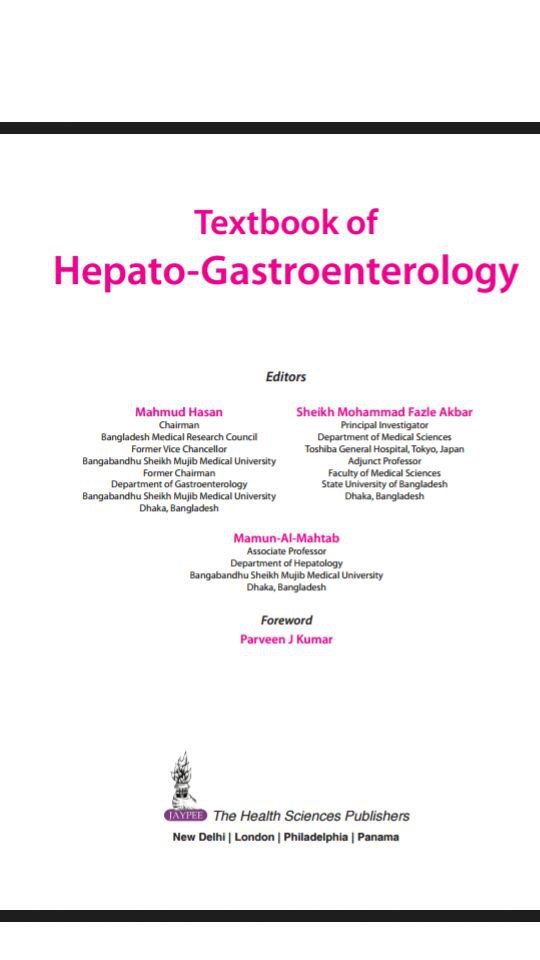 Textbook of
Hepato-Gastroenterology
Editors
Mahmud Hasan
Chairman
Bangladesh Medical Research Council
Former Vice Chancellor
Bangabandhu Sheikh Mujib Medical University
Former Chairman
Department of Gastroenterology
Bangabandhu Sheikh Mujib Medical University
Dhaka, Bangladesh
Sheikh Mohammad Fazle Akbar
Principal Investigator
Department of Medical Sciences
Toshiba General Hospital, Tokyo, Japan
Adjunct Professor
Faculty of Medical Sciences
State University of Bangladesh
Dhaka, Bangladesh
Mamun-Al-Mahtab
Associate Professor
Department of Hepatology
Bangabandhu Sheikh Mujib Medical University
Dhaka, Bangladesh
Foreword
Parveen J Kumar
JAYPEE The Health Sciences Publishers
New Delhi | London | Philadelphia | Panama